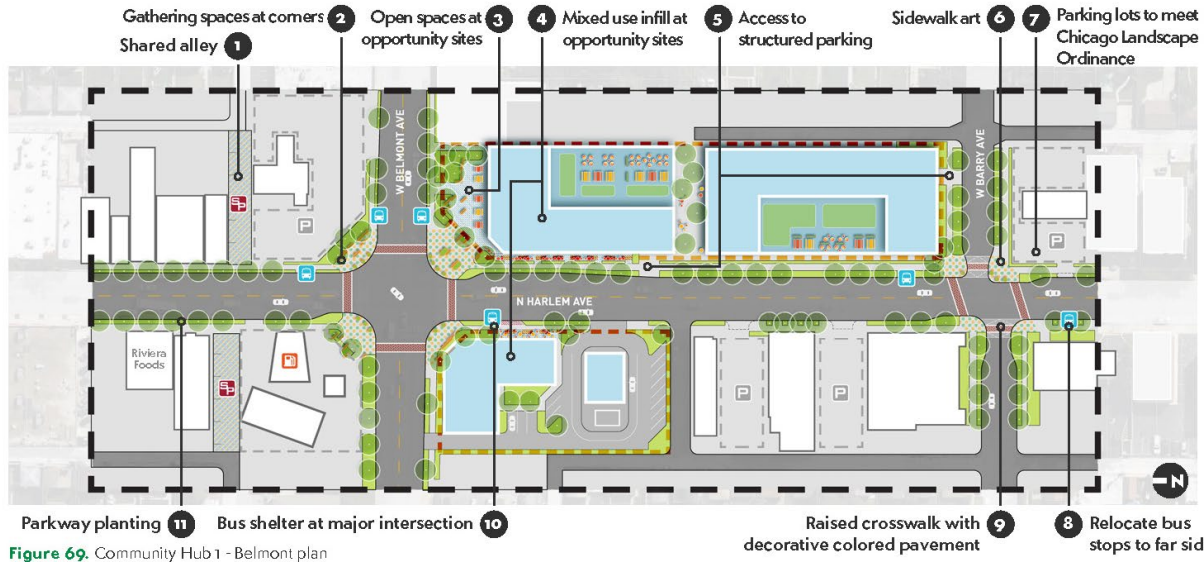 Gathering spaces at corners 2
Shared alley 1
Open spaces at 3
opportunity sites
4 Mixed use infill at
opportunity sites
5 Access to
structured parking
Sidewalk art 6
7 Parking lots to meet
Chicago Landscape
Ordinance
W BELMONT AVE
W BARRY AVE
SP
P
P
N HARLEM AVE
Riviera
Foods
SP
P
P
N
Parkway planting 11
Bus shelter at major intersection 10
Raised crosswalk with 9
decorative colored pavement
8 Relocate bus
stops to far sid
Figure 69. Community Hub 1 - Belmont plan